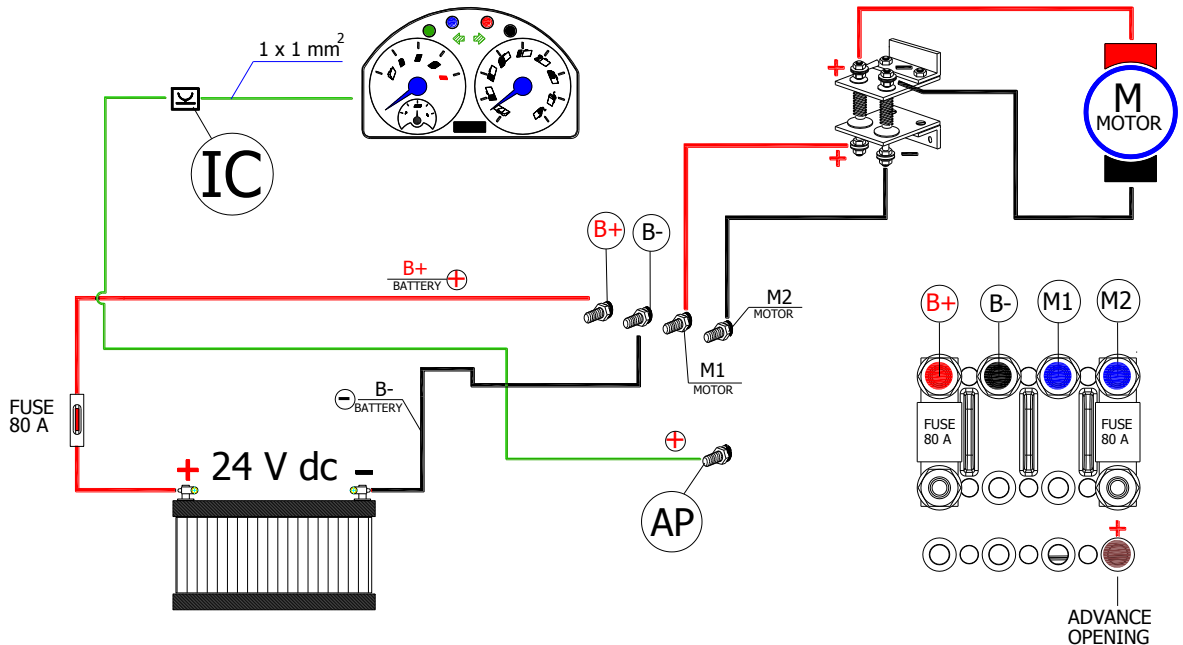 1 x 1 mm²
IC
+
-
M
MOTOR
+
-
B+
B-
B+
BATTERY
+
M2
MOTOR
M1
MOTOR
-
B-
BATTERY
FUSE
80 A
+ 24 V dc -
+
AP
B+ B- M1 M2
FUSE
80 A
FUSE
80 A
+
ADVANCE
OPENING